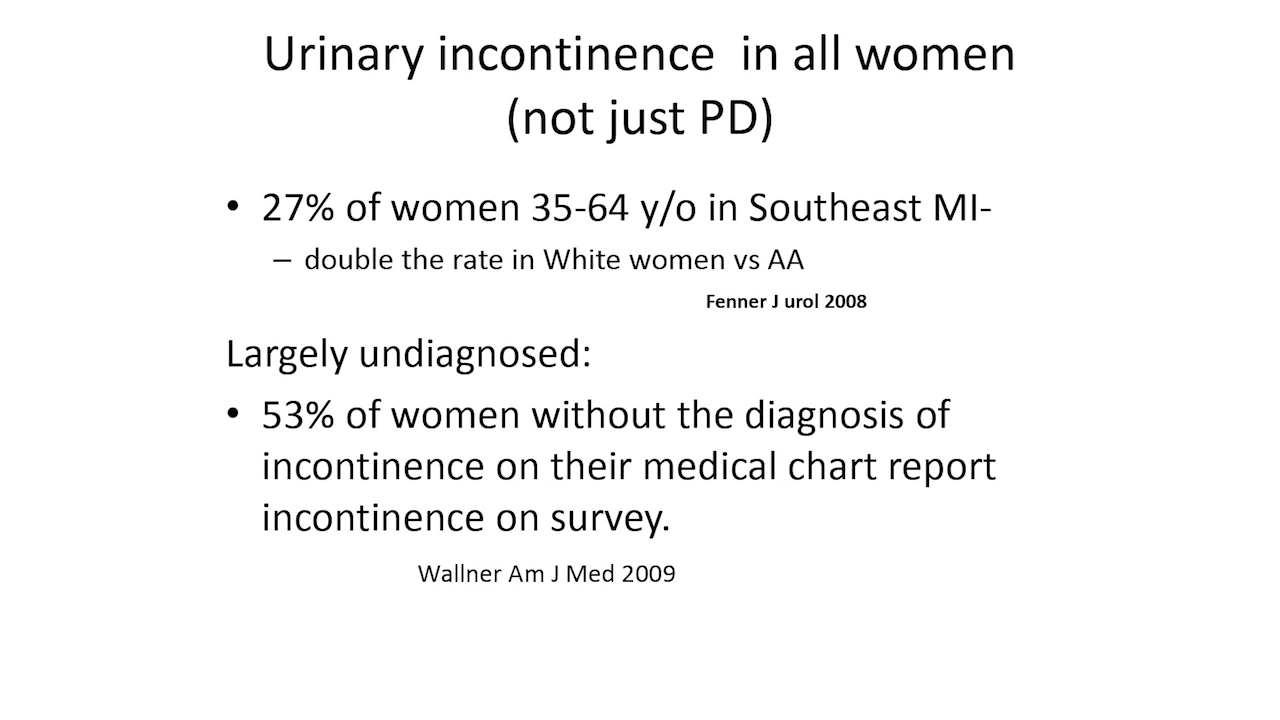 Urinary incontinence  in all women
(not just PD)
• 27% of women 35-64 y/o in Southeast MI-
– double the rate in White women vs AA
Fenner J urol 2008
Largely undiagnosed:
• 53% of women without the diagnosis of
incontinence on their medical chart report
incontinence on survey.
Wallner Am J Med 2009